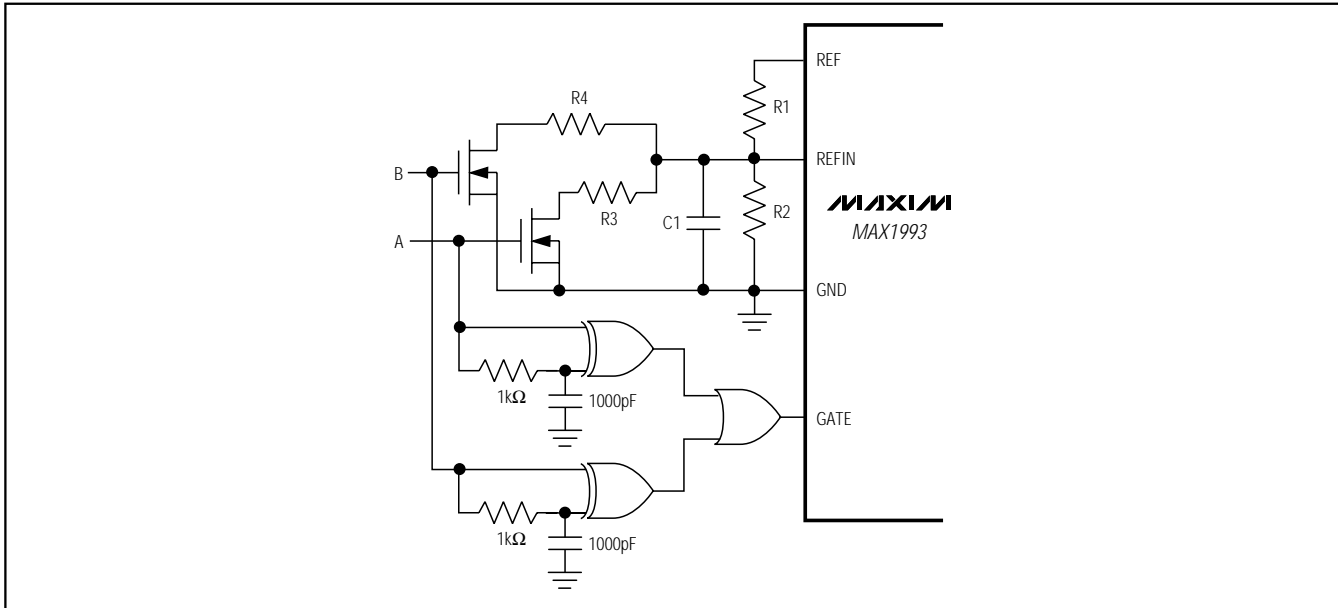 REF
R4
R1
B
REFIN
R3
C1
R2
MAXIM
MAX1993
A
GND
1kΩ
1000pF
GATE
1kΩ
1000pF